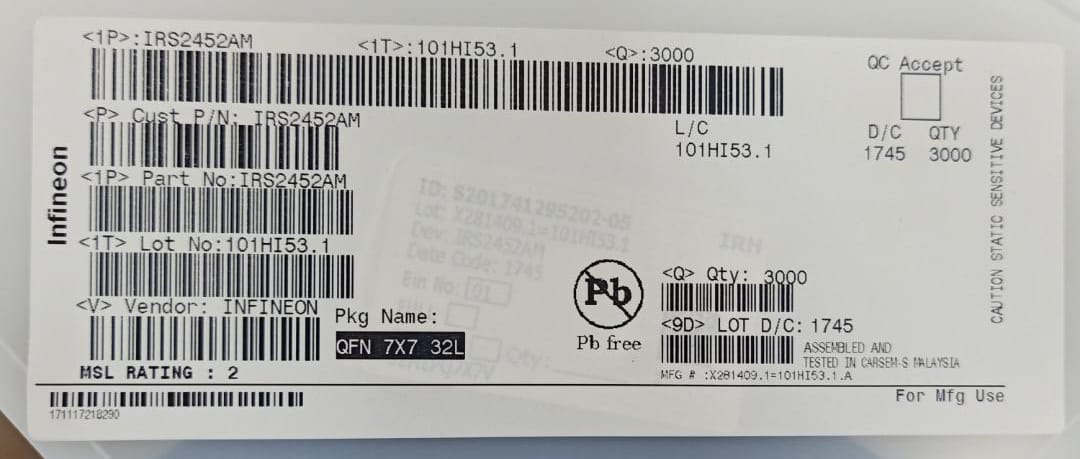 <1P>:IRS2452AM <1T>:101HI53.1 <Q>:3000
QC Accept
<P> Cust P/N: IRS2452AM
L/C
101HI53.1
D/C QTY
1745 3000
<1P> Part No:IRS2452AM
Infineon
CAUTION STATIC SENSITIVE DEVICES
<1T> Lot No:101HI53.1
ID: S201741295202-05
Lot: X281409.1=101HI53.1
Dev: IRS2452AM
Date Code: 1745
Bin No: 01
IRH
Qty:
<V> Vendor: INFINEON
Pkg Name:
QFN 7X7 32L
Pb
Pb free
<Q> Qty: 3000
<9D> LOT D/C: 1745
ASSEMBLED AND
TESTED IN CARSEM-S MALAYSIA
MFG # :X281409.1=101HI53.1.A
MSL RATING : 2
For Mfg Use
171117218290